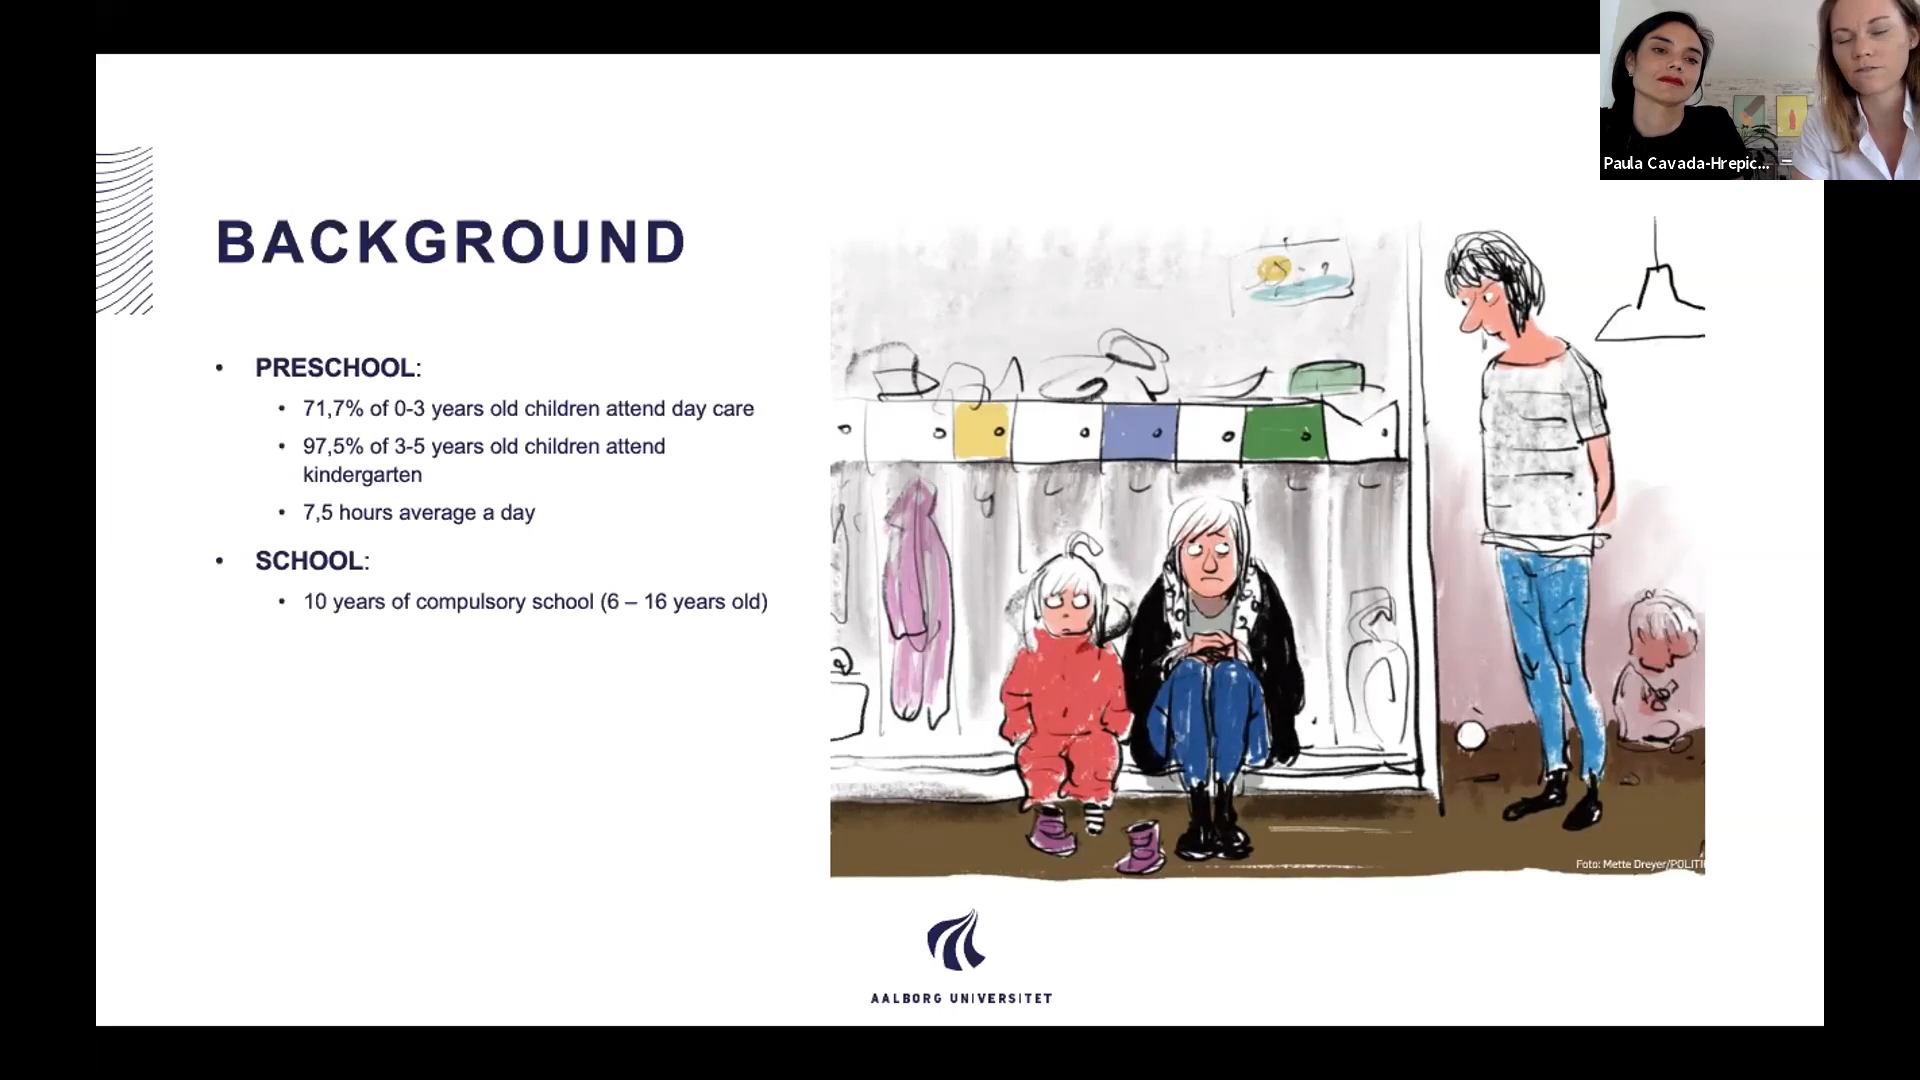 Paula Cavada-Hrepic...
BACKGROUND
• PRESCHOOL:
• 71,7% of 0-3 years old children attend day care
• 97,5% of 3-5 years old children attend
kindergarten
• 7,5 hours average a day
• SCHOOL:
• 10 years of compulsory school (6 – 16 years old)
Foto: Mette Dreyer/POLITI
AALBORG UNIVERSITET